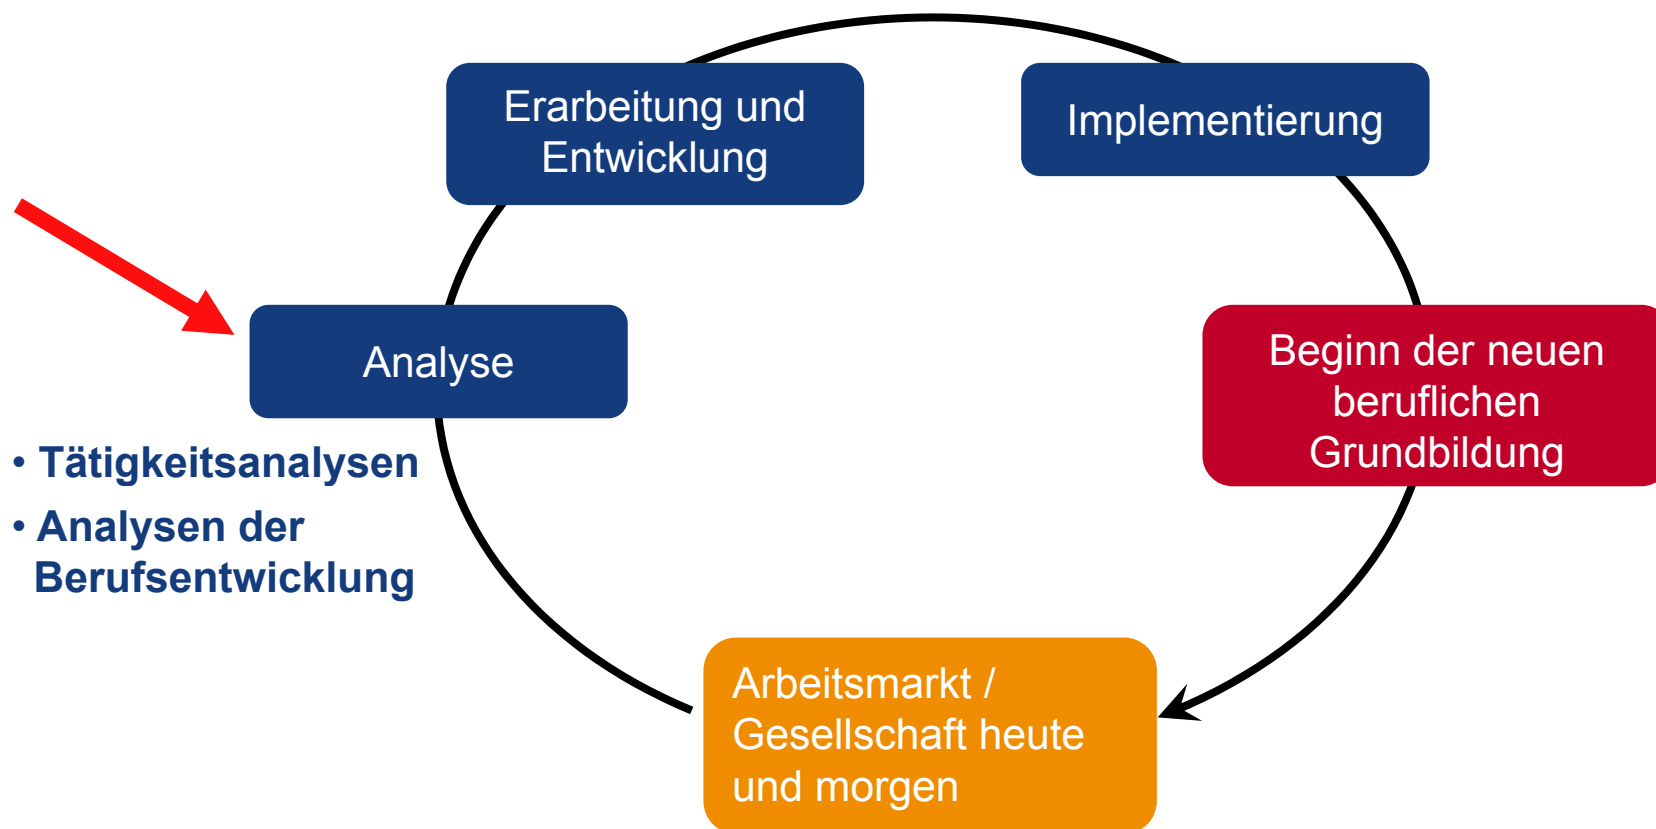 Erarbeitung und
Entwicklung
Implementierung
Analyse
Beginn der neuen
beruflichen
Grundbildung
• Tätigkeitsanalysen
• Analysen der
Berufsentwicklung
Arbeitsmarkt /
Gesellschaft heute
und morgen